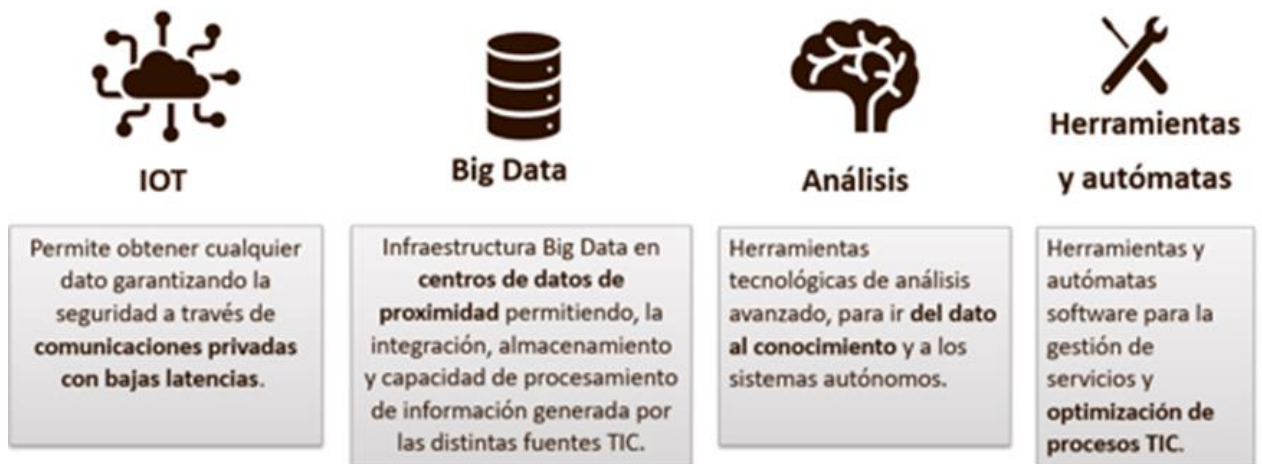 IOT
Permite obtener cualquier
dato garantizando la
seguridad a través de
comunicaciones privadas
con bajas latencias.
Big Data
Infraestructura Big Data en
centros de datos de
proximidad permitiendo, la
integración, almacenamiento
y capacidad de procesamiento
de información generada por
las distintas fuentes TIC.
Análisis
Herramientas
tecnológicas de análisis
avanzado, para ir del dato
al conocimiento y a los
sistemas autónomos.
Herramientas
y autómatas
Herramientas y
autómatas
software para la
gestión de
servicios y
optimización de
procesos TIC.